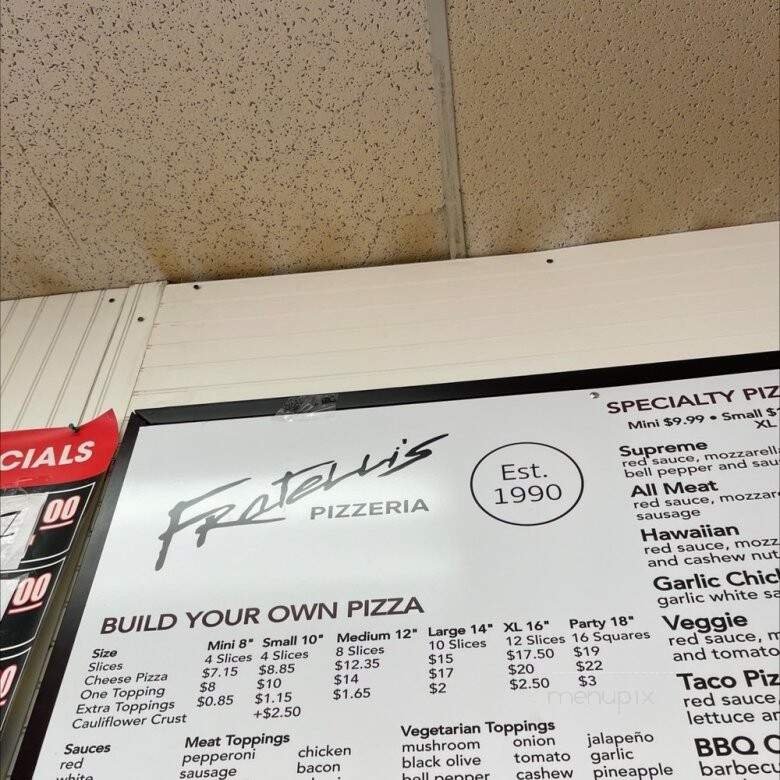 CIALS
00
00
Fratellis
PIZZERIA
Est.
1990
BUILD YOUR OWN PIZZA
Size Mini 8" Small 10" Medium 12" Large 14" XL 16" Party 18"
Slices 4 Slices 4 Slices 8 Slices 10 Slices 12 Slices 16 Squares
Cheese Pizza $7.15 $8.85 $12.35 $15 $17.50 $19
One Topping $8 $10 $14 $17 $20 $22
Extra Toppings $0.85 $1.15 $1.65 $2 $2.50 $3
Cauliflower Crust +$2.50
Sauces
red
white
Meat Toppings
pepperoni chicken
sausage bacon
Vegetarian Toppings
mushroom onion jalapeño
black olive tomato garlic
bell pepper cashew pineapple
SPECIALTY PIZ
Mini $9.99 • Small $
XL
Supreme
red sauce, mozzarell
bell pepper and sau
All Meat
red sauce, mozzar
sausage
Hawaiian
red sauce, mozz
and cashew nut
Garlic Chic
garlic white sa
Veggie
red sauce, m
and tomato
Taco Piz
red sauce
lettuce an
BBQ C
barbecu
menupix